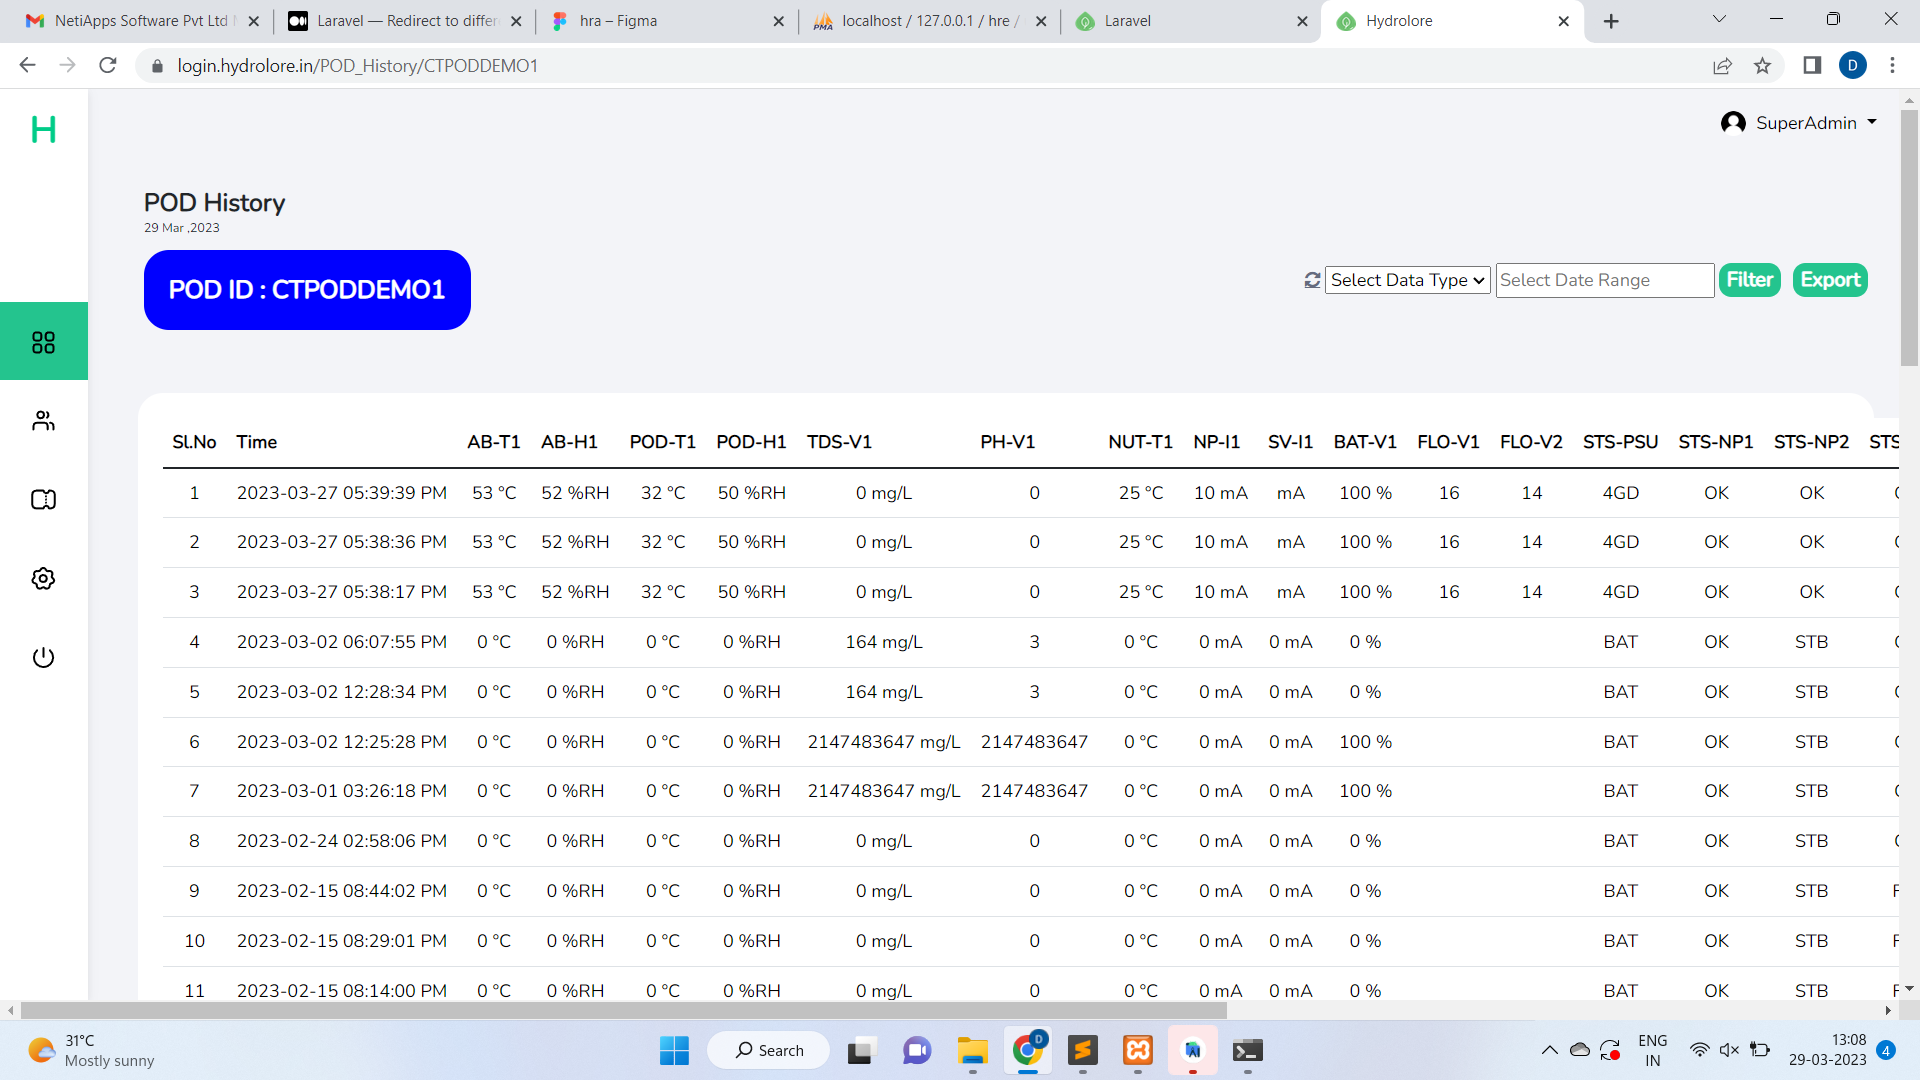 NetiApps Software Pvt Ltd
Laravel — Redirect to differ
hra – Figma
localhost / 127.0.0.1 / hre /
Laravel
Hydrolore
login.hydrolore.in/POD_History/CTPODDEMO1
D
H
SuperAdmin
POD History
29 Mar ,2023
POD ID : CTPODDEMO1
Select Data Type
Select Date Range
Filter
Export
Sl.No Time AB-T1 AB-H1 POD-T1 POD-H1 TDS-V1 PH-V1 NUT-T1 NP-I1 SV-I1 BAT-V1 FLO-V1 FLO-V2 STS-PSU STS-NP1 STS-NP2 STS
1 2023-03-27 05:39:39 PM 53 °C 52 %RH 32 °C 50 %RH 0 mg/L 0 25 °C 10 mA mA 100 % 16 14 4GD OK OK
2 2023-03-27 05:38:36 PM 53 °C 52 %RH 32 °C 50 %RH 0 mg/L 0 25 °C 10 mA mA 100 % 16 14 4GD OK OK
3 2023-03-27 05:38:17 PM 53 °C 52 %RH 32 °C 50 %RH 0 mg/L 0 25 °C 10 mA mA 100 % 16 14 4GD OK OK
4 2023-03-02 06:07:55 PM 0 °C 0 %RH 0 °C 0 %RH 164 mg/L 3 0 °C 0 mA 0 mA 0 % BAT OK STB
5 2023-03-02 12:28:34 PM 0 °C 0 %RH 0 °C 0 %RH 164 mg/L 3 0 °C 0 mA 0 mA 0 % BAT OK STB
6 2023-03-02 12:25:28 PM 0 °C 0 %RH 0 °C 0 %RH 2147483647 mg/L 2147483647 0 °C 0 mA 0 mA 100 % BAT OK STB
7 2023-03-01 03:26:18 PM 0 °C 0 %RH 0 °C 0 %RH 2147483647 mg/L 2147483647 0 °C 0 mA 0 mA 100 % BAT OK STB
8 2023-02-24 02:58:06 PM 0 °C 0 %RH 0 °C 0 %RH 0 mg/L 0 0 °C 0 mA 0 mA 0 % BAT OK STB
9 2023-02-15 08:44:02 PM 0 °C 0 %RH 0 °C 0 %RH 0 mg/L 0 0 °C 0 mA 0 mA 0 % BAT OK STB
10 2023-02-15 08:29:01 PM 0 °C 0 %RH 0 °C 0 %RH 0 mg/L 0 0 °C 0 mA 0 mA 0 % BAT OK STB
11 2023-02-15 08:14:00 PM 0 °C 0 %RH 0 °C 0 %RH 0 mg/L 0 0 °C 0 mA 0 mA 0 % BAT OK STB
31°C
Mostly sunny
Search
ENG
IN
13:08
29-03-2023
4